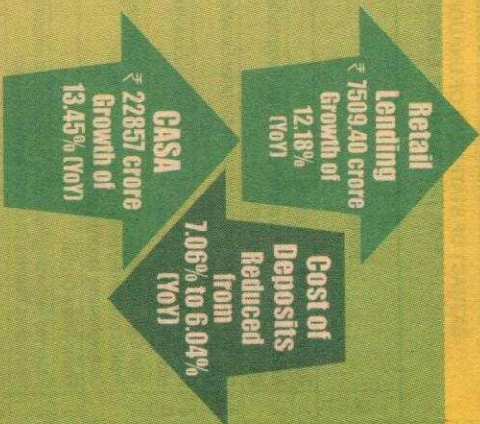 Retail
Lending
₹ 7509.40 crore
Growth of
12.18%
(YoY)
CASA
₹ 22857 crore
Growth of
13.45% (YoY)
Cost of
Deposits
Reduced
from
7.06% to 6.04%
(YoY)